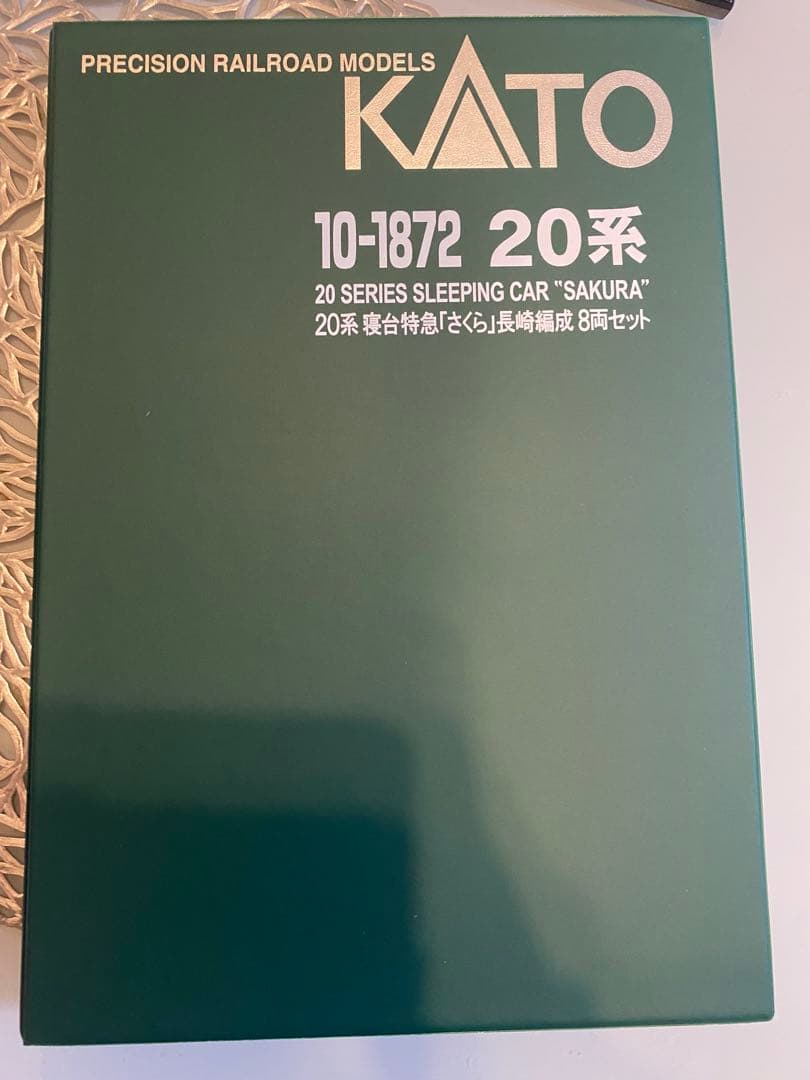 PRECISION RAILROAD MODELS
KATO
10-1872 20系
20 SERIES SLEEPING CAR "SAKURA"
20系 寝台特急「さくら」長崎編成 8両セット